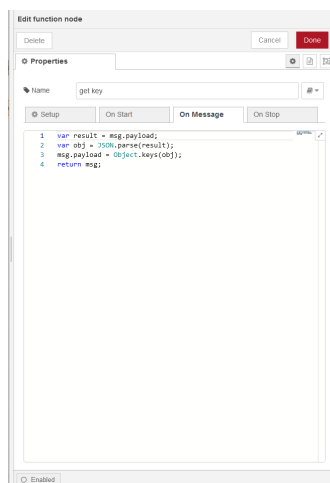 Edit function node
Delete
Cancel
Done
Properties
Name
get key
Setup
On Start
On Message
On Stop
1 var result = msg.payload;
2 var obj = JSON.parse(result);
3 msg.payload = Object.keys(obj);
4 return msg;
Enabled